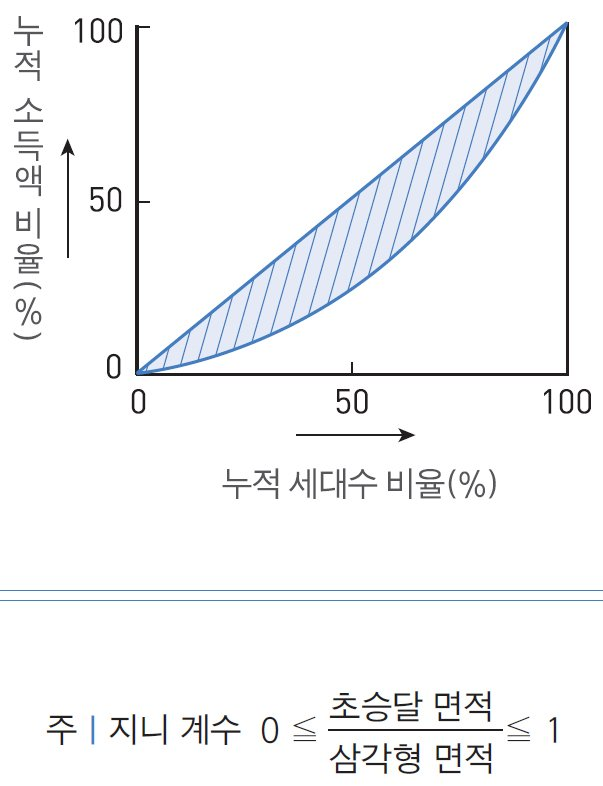 누적 소득액 비율(%)
100
50
0
0 50 100
누적 세대수 비율(%)
주 | 지니 계수 0 ≦ 초승달 면적 / 삼각형 면적 ≦ 1